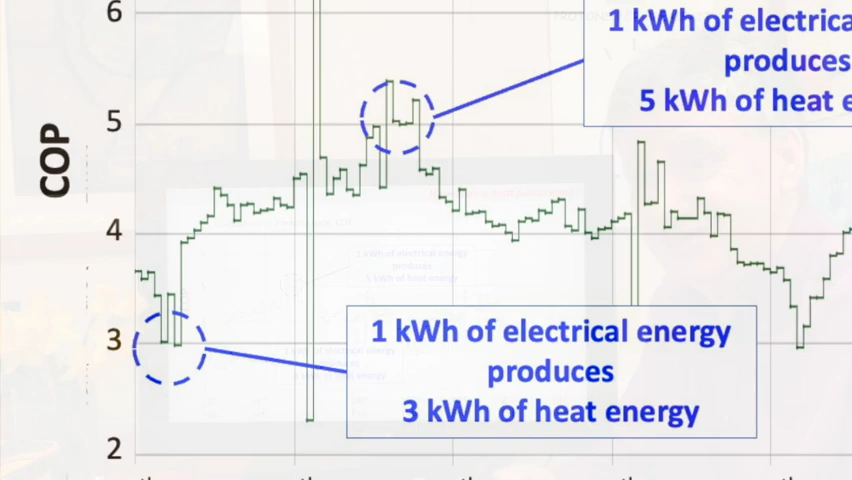 6
1 kWh of electrica
produces
5 kWh of heat e
5
COP
4
3
1 kWh of electrical energy
produces
3 kWh of heat energy
2